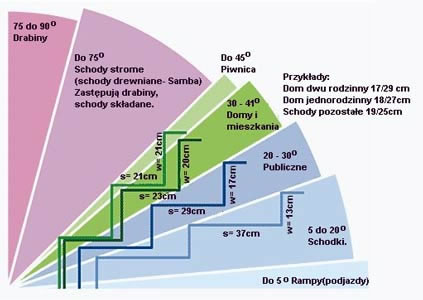 75 do 90°
Drabiny
Do 75°
Schody strome
(schody drewniane- Samba)
Zastępują drabiny,
schody składane.
Do 45°
Piwnica
Przykłady:
Dom dwu rodzinny 17/29 cm
Dom jednorodzinny 18/27cm
Schody pozostałe 19/25cm
30 - 41°
Domy i
mieszkania
w= 21cm
w= 20cm
s= 21cm
s= 23cm
20 - 30°
Publiczne
w= 17cm
s= 29cm
w= 13cm
s= 37cm
5 do 20°
Schodki.
Do 5° Rampy(podjazdy)